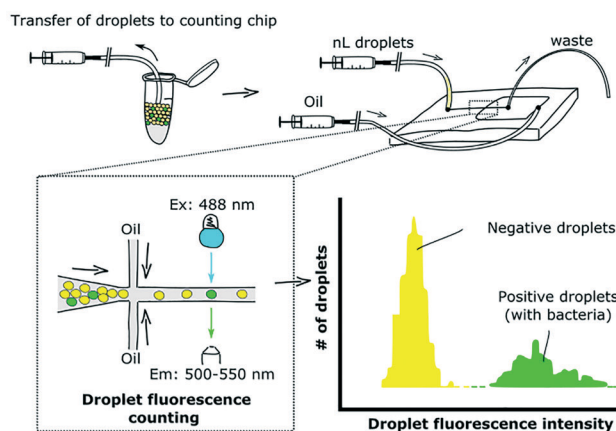 Transfer of droplets to counting chip
nL droplets
waste
Oil
Ex: 488 nm
Oil
Oil
Em: 500-550 nm
Droplet fluorescence
counting
# of droplets
Negative droplets
Positive droplets
(with bacteria)
Droplet fluorescence intensity